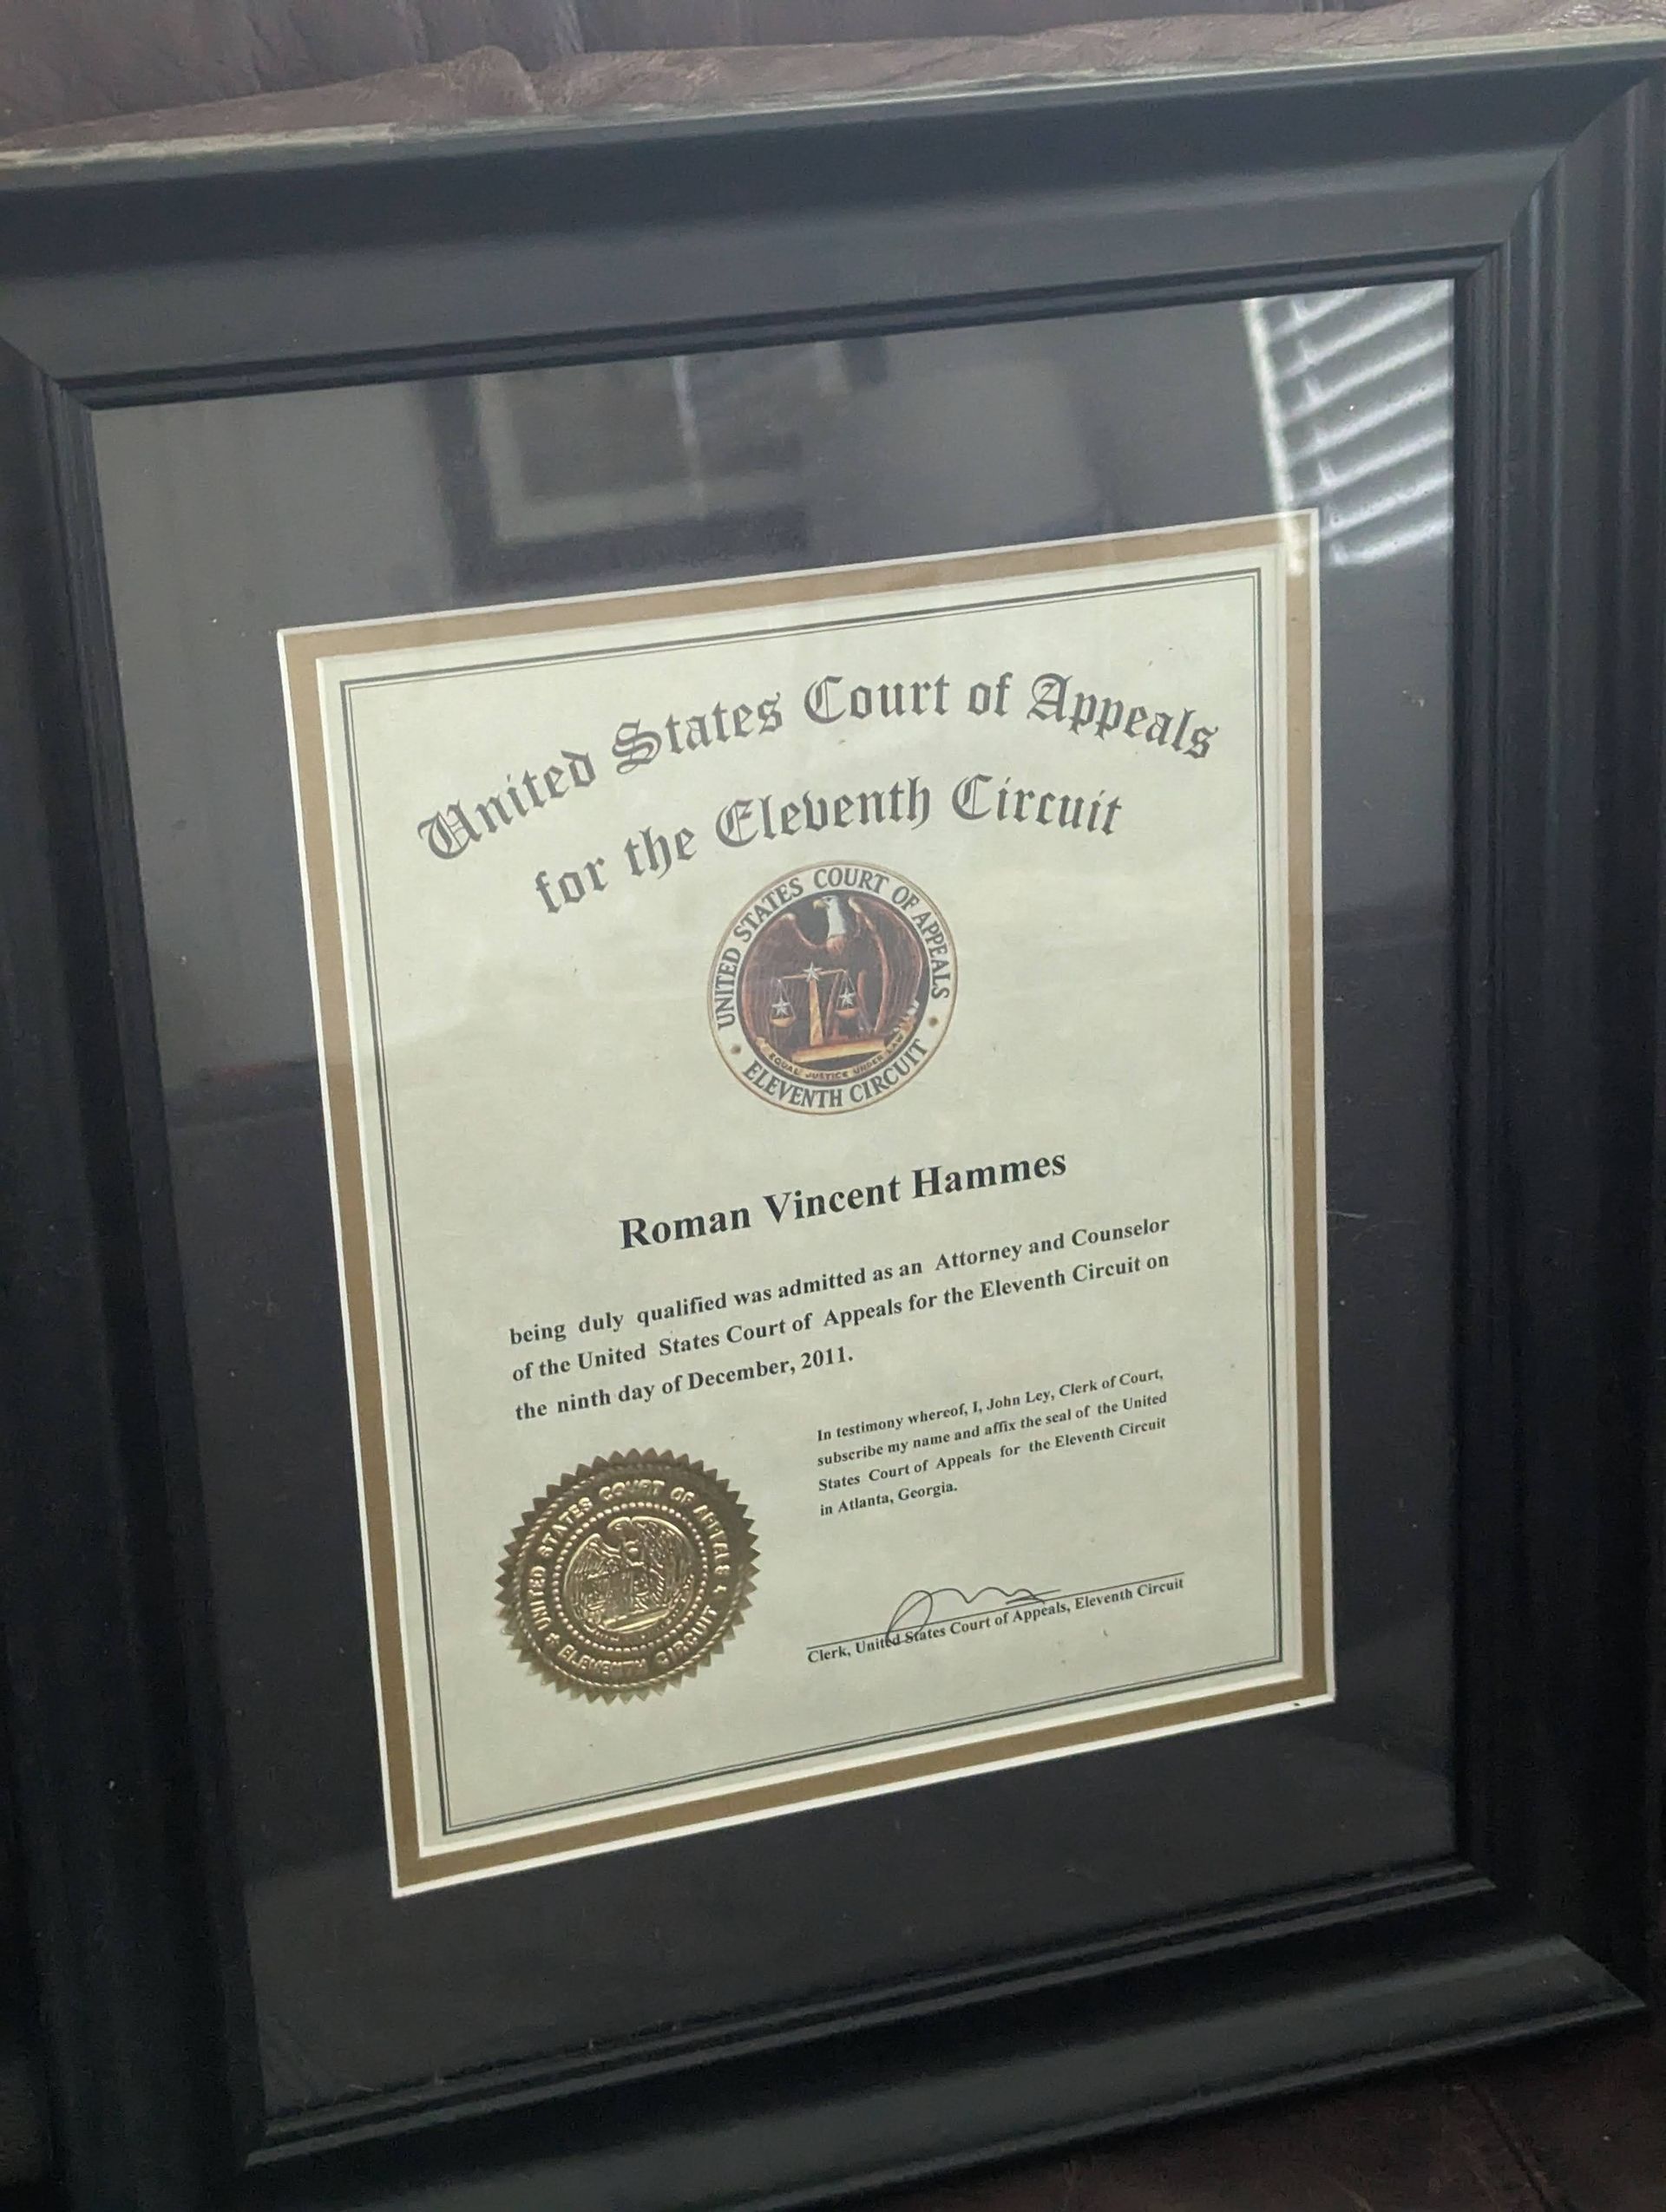 United States Court of Appeals
for the Eleventh Circuit
UNITED STATES COURT OF APPEALS
EQUAL JUSTICE UNDER LAW
ELEVENTH CIRCUIT
Roman Vincent Hammes
being duly qualified was admitted as an Attorney and Counselor
of the United States Court of Appeals for the Eleventh Circuit on
the ninth day of December, 2011.
In testimony whereof, I, John Ley, Clerk of Court,
subscribe my name and affix the seal of the United
States Court of Appeals for the Eleventh Circuit
in Atlanta, Georgia.
UNITED STATES COURT OF APPEALS
ELEVENTH CIRCUIT
Clerk, United States Court of Appeals, Eleventh Circuit